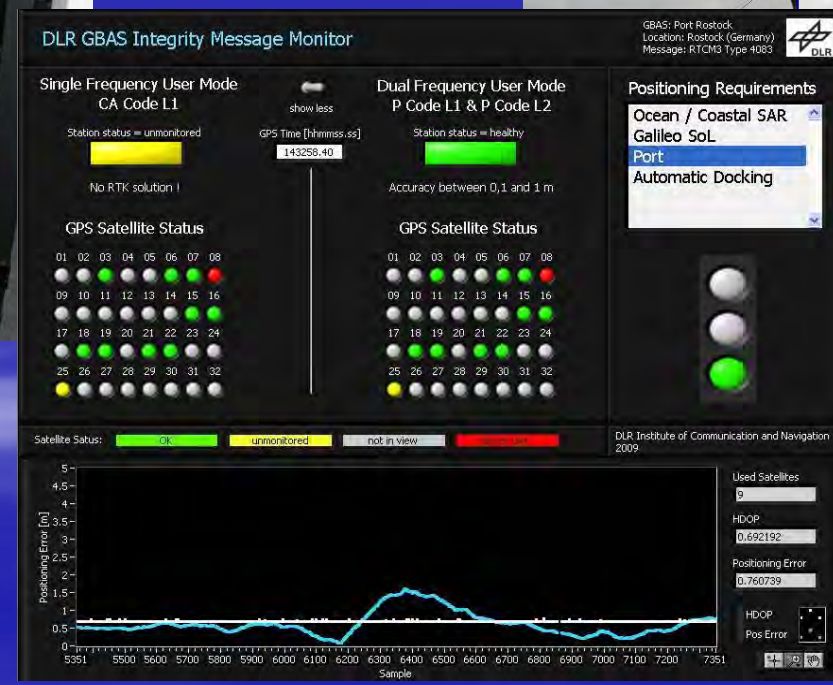 DLR GBAS Integrity Message Monitor
GBAS: Port Rostock
Location: Rostock (Germany)
Message: RTCM3 Type 4083
DLR
Single Frequency User Mode
CA Code L1
Station status = unmonitored
No RTK solution !
show less
GPS Time [hhmmss.ss]
143258.40
Dual Frequency User Mode
P Code L1 & P Code L2
Station status = healthy
Accuracy between 0,1 and 1 m
Positioning Requirements
Ocean / Coastal SAR
Galileo SoL
Port
Automatic Docking
GPS Satellite Status
01 02 03 04 05 06 07 08
09 10 11 12 13 14 15 16
17 18 19 20 21 22 23 24
25 26 27 28 29 30 31 32
GPS Satellite Status
01 02 03 04 05 06 07 08
09 10 11 12 13 14 15 16
17 18 19 20 21 22 23 24
25 26 27 28 29 30 31 32
Satellite Satus: OK unmonitored not in view
DLR Institute of Communication and Navigation
2009
Positioning Error [m]
5
4.5
4
3.5
3
2.5
2
1.5
1
0.5
0
5351 5500 5600 5700 5800 5900 6000 6100 6200 6300 6400 6500 6600 6700 6800 6900 7000 7100 7200 7351
Sample
Used Satellites
9
HDOP
0.692192
Positioning Error
0.760739
HDOP
Pos Error